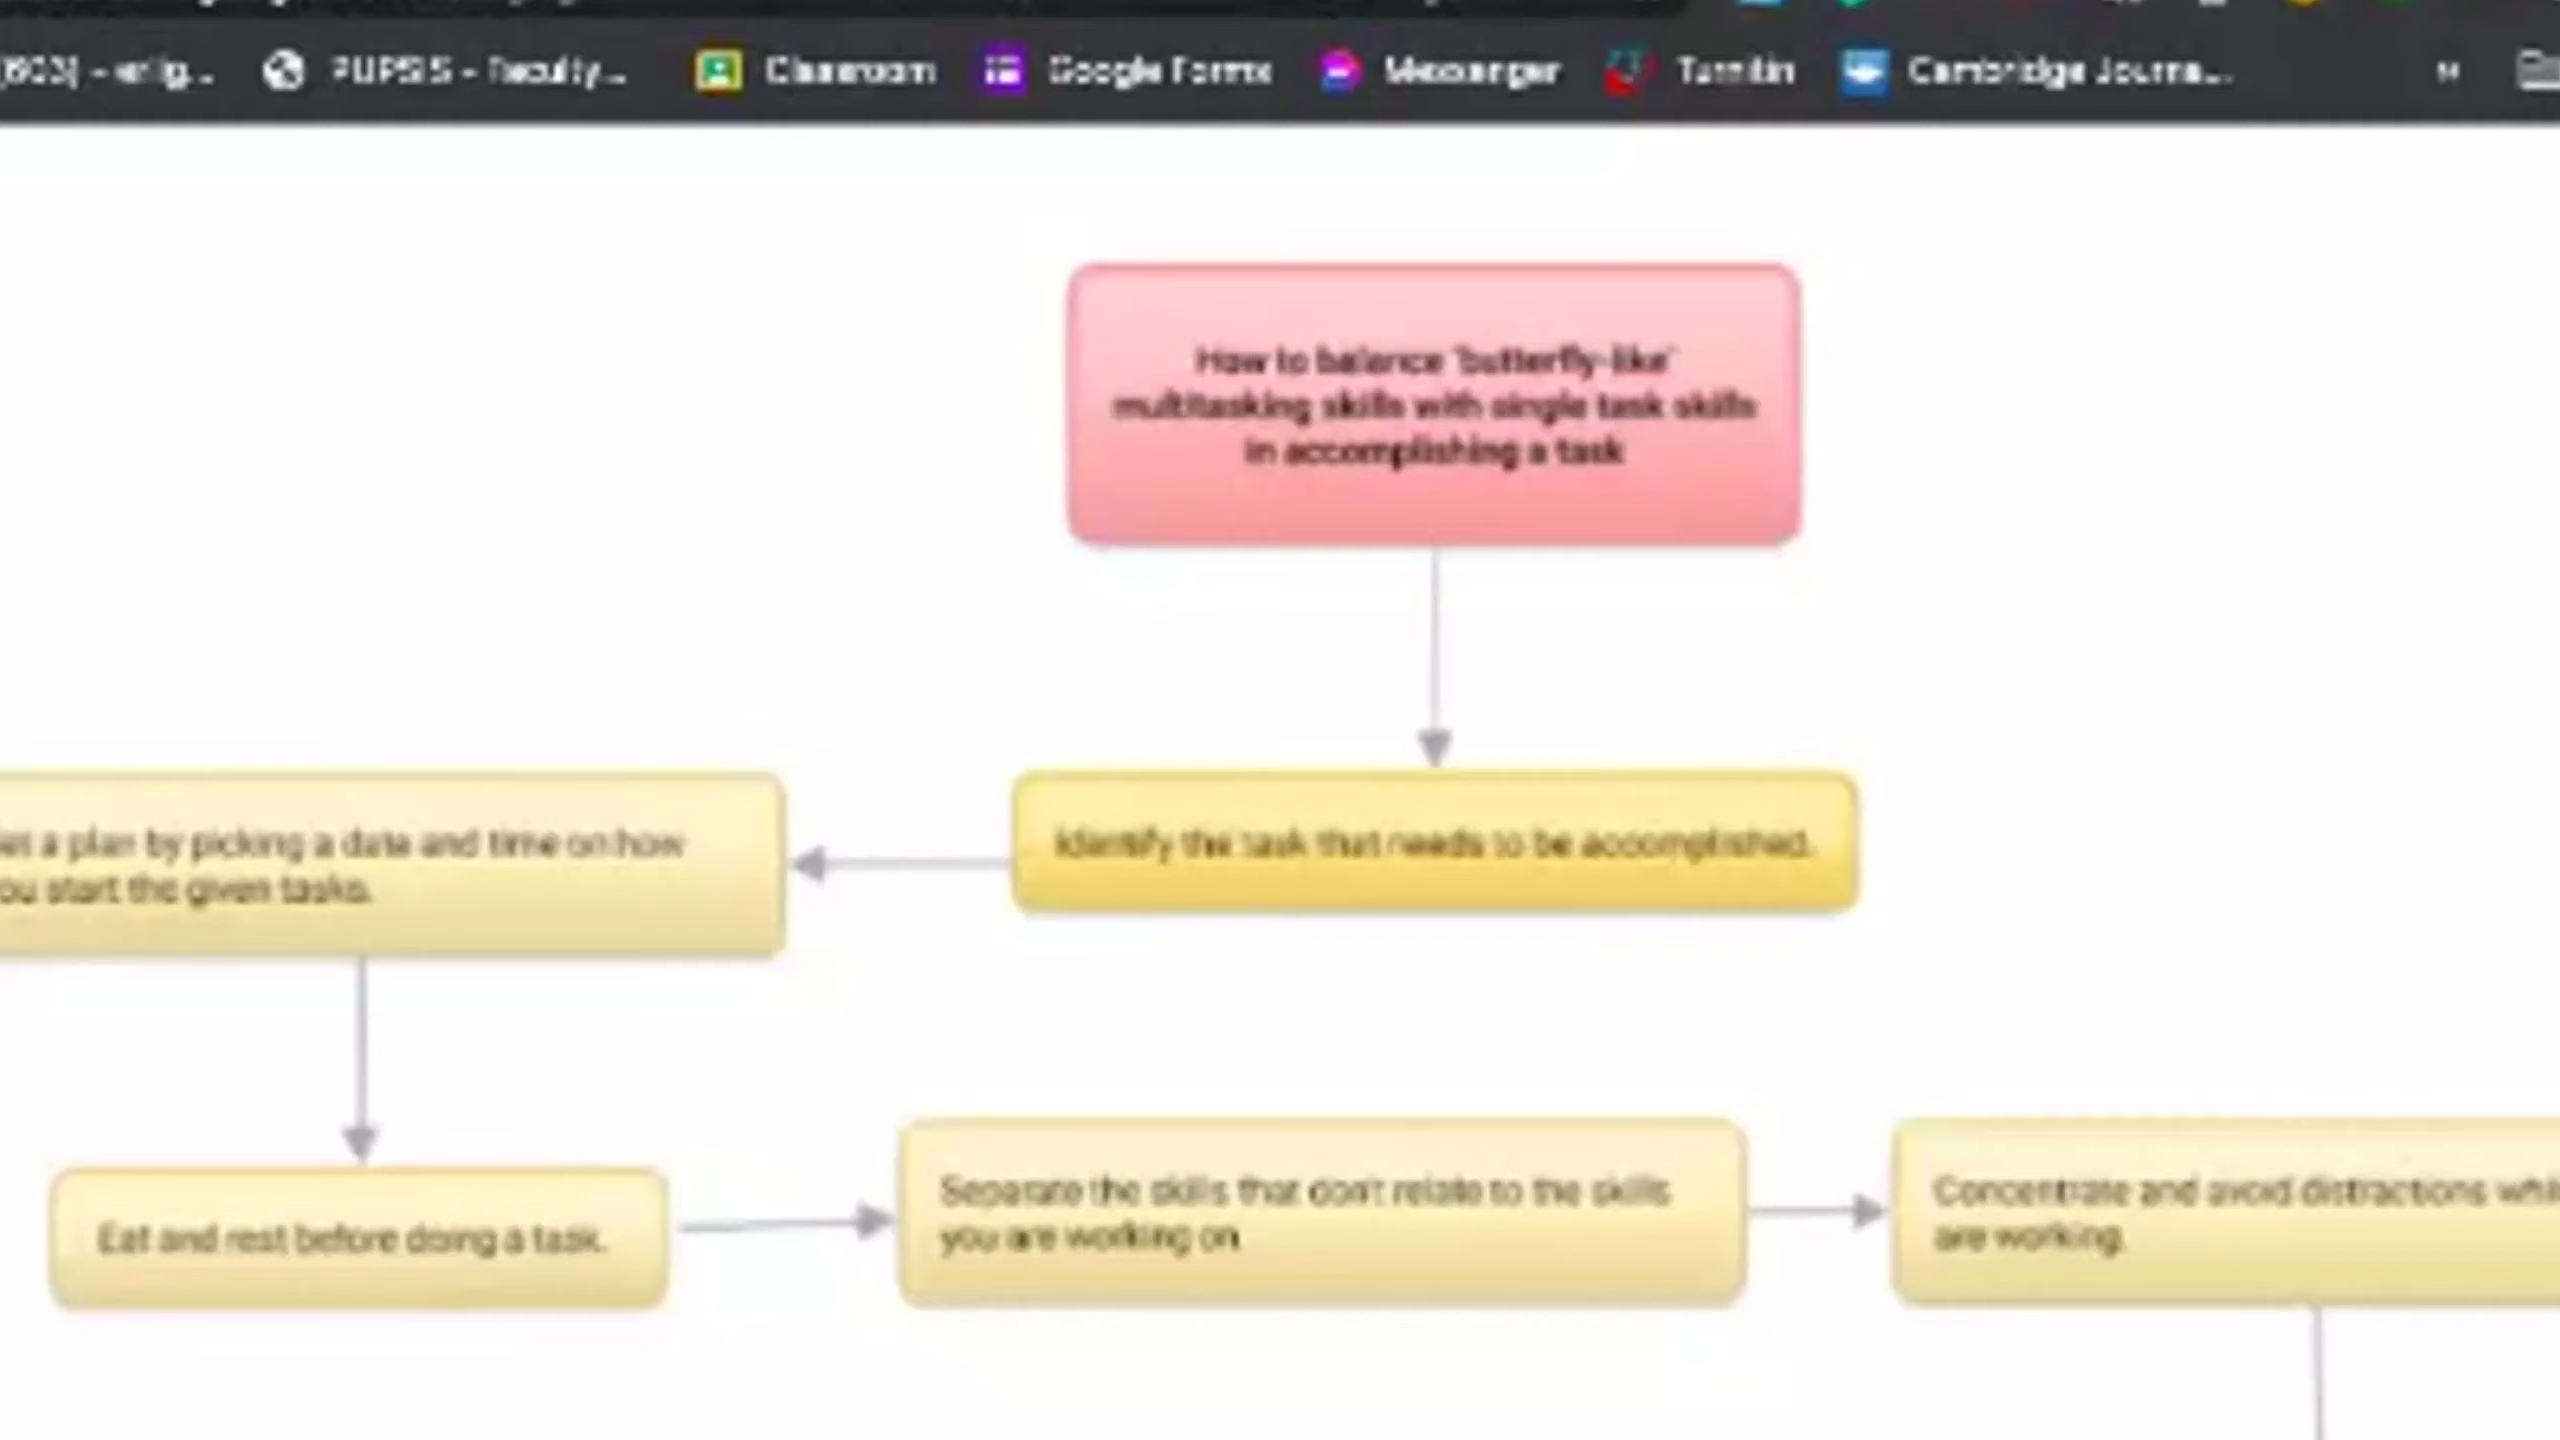 PUPSIS - Faculty...
Classroom
Google Forms
Messenger
Turnitin
Cambridge Journa...
How to balance 'butterfly-like'
multitasking skills with single task skills
in accomplishing a task
Identify the task that needs to be accomplished.
a plan by picking a date and time on how
start the given tasks.
Eat and rest before doing a task.
Separate the skills that don't relate to the skills
you are working on
Concentrate and avoid distractions
are working.